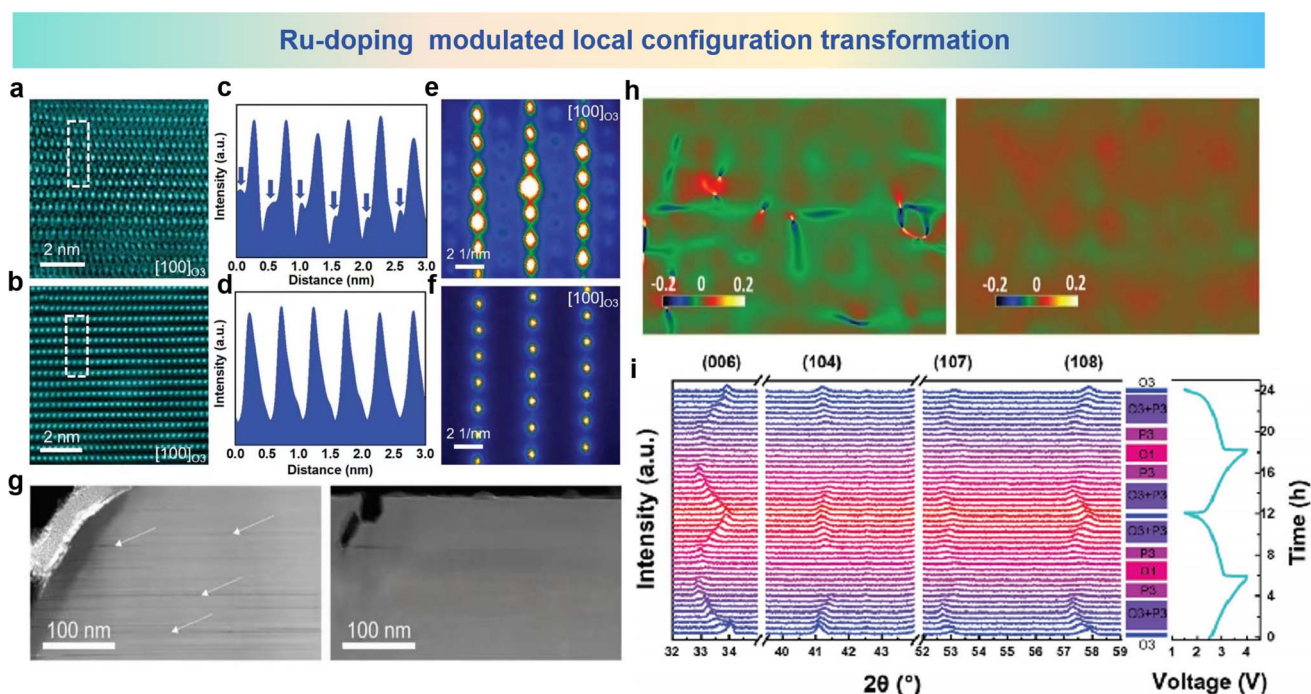 Ru-doping modulated local configuration transformation
a
2 nm
[100]O3
b
2 nm
[100]O3
c
Intensity (a.u.)
0.0 0.5 1.0 1.5 2.0 2.5 3.0
Distance (nm)
d
Intensity (a.u.)
0.0 0.5 1.0 1.5 2.0 2.5 3.0
Distance (nm)
e
[100]O3
2 1/nm
f
[100]O3
2 1/nm
g
100 nm
100 nm
h
-0.2 0 0.2
-0.2 0 0.2
i
(006) (104) (107) (108)
Intensity (a.u.)
32 33 34 40 41 42 52 53 54 55 56 57 58 59
2θ (°)
O3
O3+P3
P3
O1
P3
O3+P3
O3+P3
P3
O1
P3
O3+P3
O3
24
20
16
12
8
4
0
Time (h)
1 2 3 4
Voltage (V)